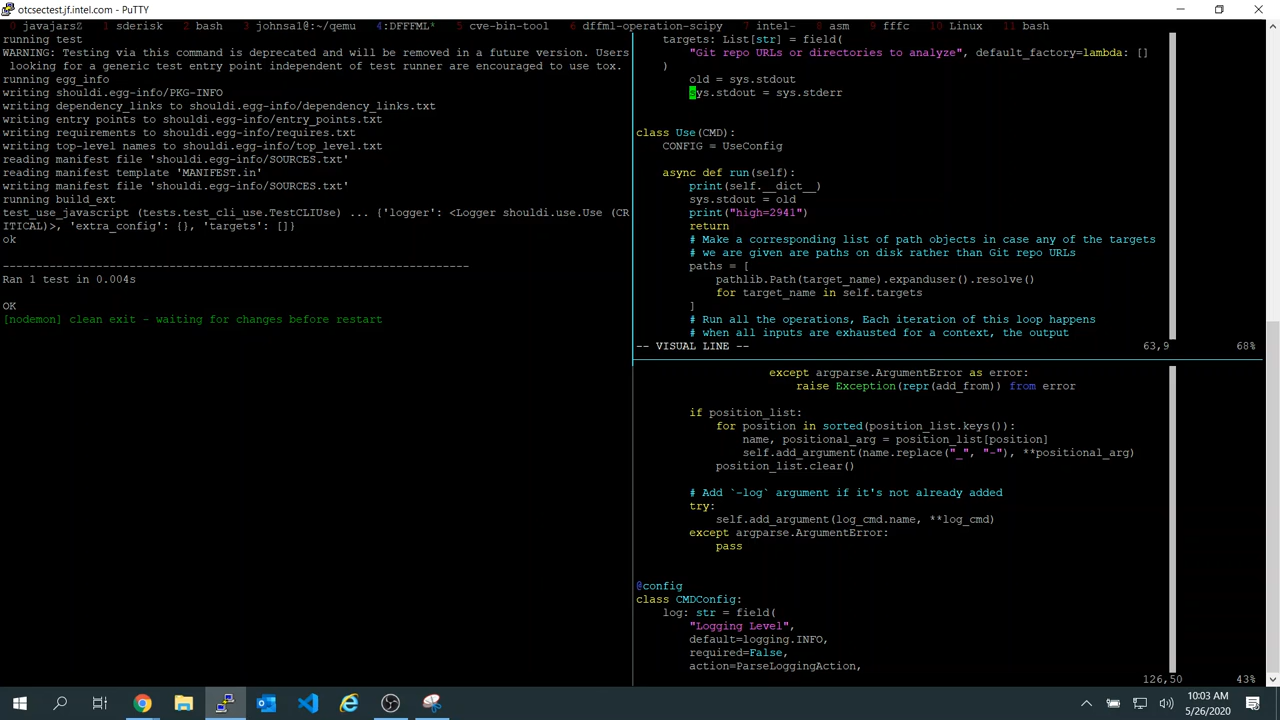 otcsectest.jf.intel.com - PuTTY
0 javajarsZ 1 sderisk 2 bash 3 johnsa1@:~/qemu 4:DFFFML* 5 cve-bin-tool 6 dffml-operation-scipy 7 intel- 8 asm 9 fffc 10 Linux 11 bash
running test
WARNING: Testing via this command is deprecated and will be removed in a future version. Users
looking for a generic test entry point independent of test runner are encouraged to use tox.
running egg_info
writing shouldi.egg-info/PKG-INFO
writing dependency_links to shouldi.egg-info/dependency_links.txt
writing entry points to shouldi.egg-info/entry_points.txt
writing requirements to shouldi.egg-info/requires.txt
writing top-level names to shouldi.egg-info/top_level.txt
reading manifest file 'shouldi.egg-info/SOURCES.txt'
reading manifest template 'MANIFEST.in'
writing manifest file 'shouldi.egg-info/SOURCES.txt'
running build_ext
test_use_javascript (tests.test_cli_use.TestCLIUse) ... {'logger': <Logger shouldi.use.Use (CR
ITICAL)>, 'extra_config': {}, 'targets': []}
ok
----------------------------------------------------------------------
Ran 1 test in 0.004s
OK
[nodemon] clean exit - waiting for changes before restart
targets: List[str] = field(
"Git repo URLs or directories to analyze", default_factory=lambda: []
)
old = sys.stdout
sys.stdout = sys.stderr
class Use(CMD):
CONFIG = UseConfig
async def run(self):
print(self.__dict__)
sys.stdout = old
print("high=2941")
return
# Make a corresponding list of path objects in case any of the targets
# we are given are paths on disk rather than Git repo URLs
paths = [
pathlib.Path(target_name).expanduser().resolve()
for target_name in self.targets
]
# Run all the operations, Each iteration of this loop happens
# when all inputs are exhausted for a context, the output
-- VISUAL LINE -- 63,9 68%
except argparse.ArgumentError as error:
raise Exception(repr(add_from)) from error
if position_list:
for position in sorted(position_list.keys()):
name, positional_arg = position_list[position]
self.add_argument(name.replace("_", "-"), **positional_arg)
position_list.clear()
# Add `-log` argument if it's not already added
try:
self.add_argument(log_cmd.name, **log_cmd)
except argparse.ArgumentError:
pass
@config
class CMDConfig:
log: str = field(
"Logging Level",
default=logging.INFO,
required=False,
action=ParseLoggingAction,
126,50 43%
10:03 AM
5/26/2020